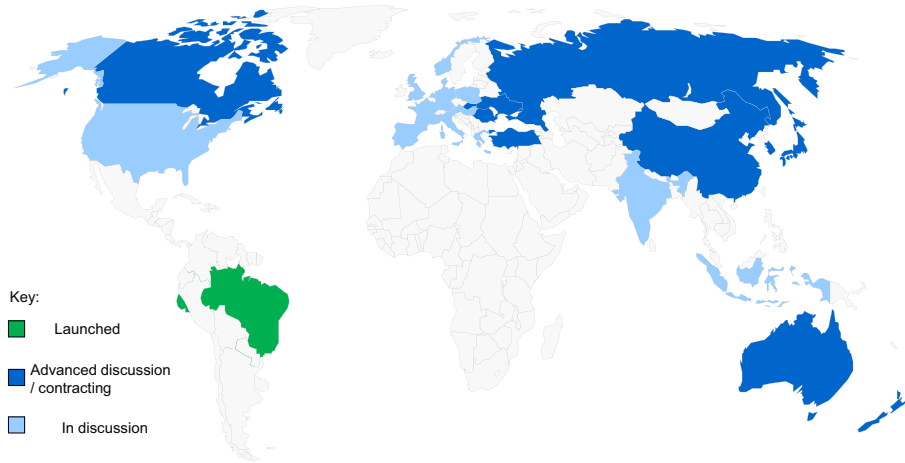 Key:
Launched
Advanced discussion
/ contracting
In discussion